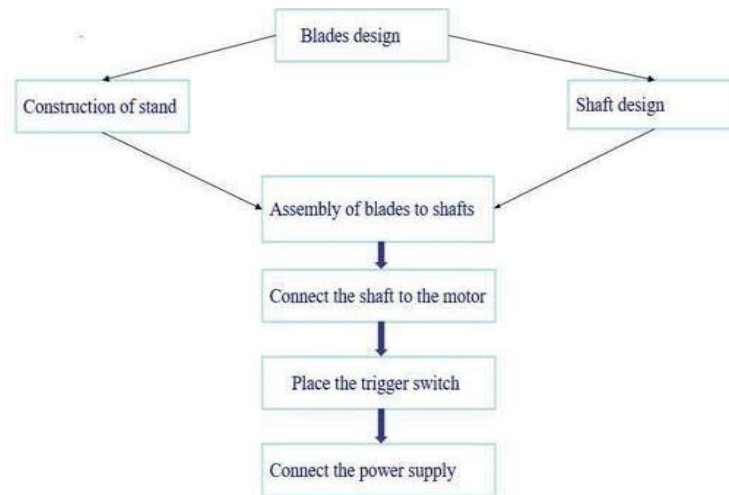 Blades design
Construction of stand
Shaft design
Assembly of blades to shafts
Connect the shaft to the motor
Place the trigger switch
Connect the power supply